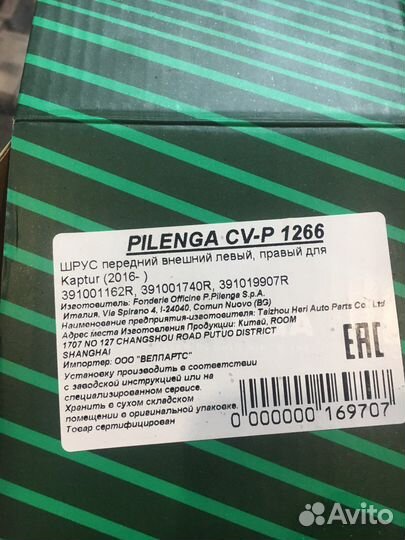 PILENGA CV-P 1266
ШРУС передний внешний левый, правый для
Kaptur (2016- )
391001162R, 391001740R, 391019907R
Изготовитель: Fonderie Officine P.Pilenga S.p.A.
Италия, Via Spirano 4, I-24040, Comun Nuovo (BG)
Наименование предприятия-изготовителя: Taizhou Heri Auto Parts Co Ltd
Адрес места Изготовления Продукции: Китай, ROOM
1707 NO 127 CHANGSHOU ROAD PUTUO DISTRICT
SHANGHAI
Импортер: ООО "ВЕЛПАРТС"
Установку производить в соответствии
с заводской инструкцией или на
специализированном сервисе.
Хранить в сухом складском
помещении в оригинальной упаковке.
Товар сертифицирован
EAC
0 000000 169707
Avito